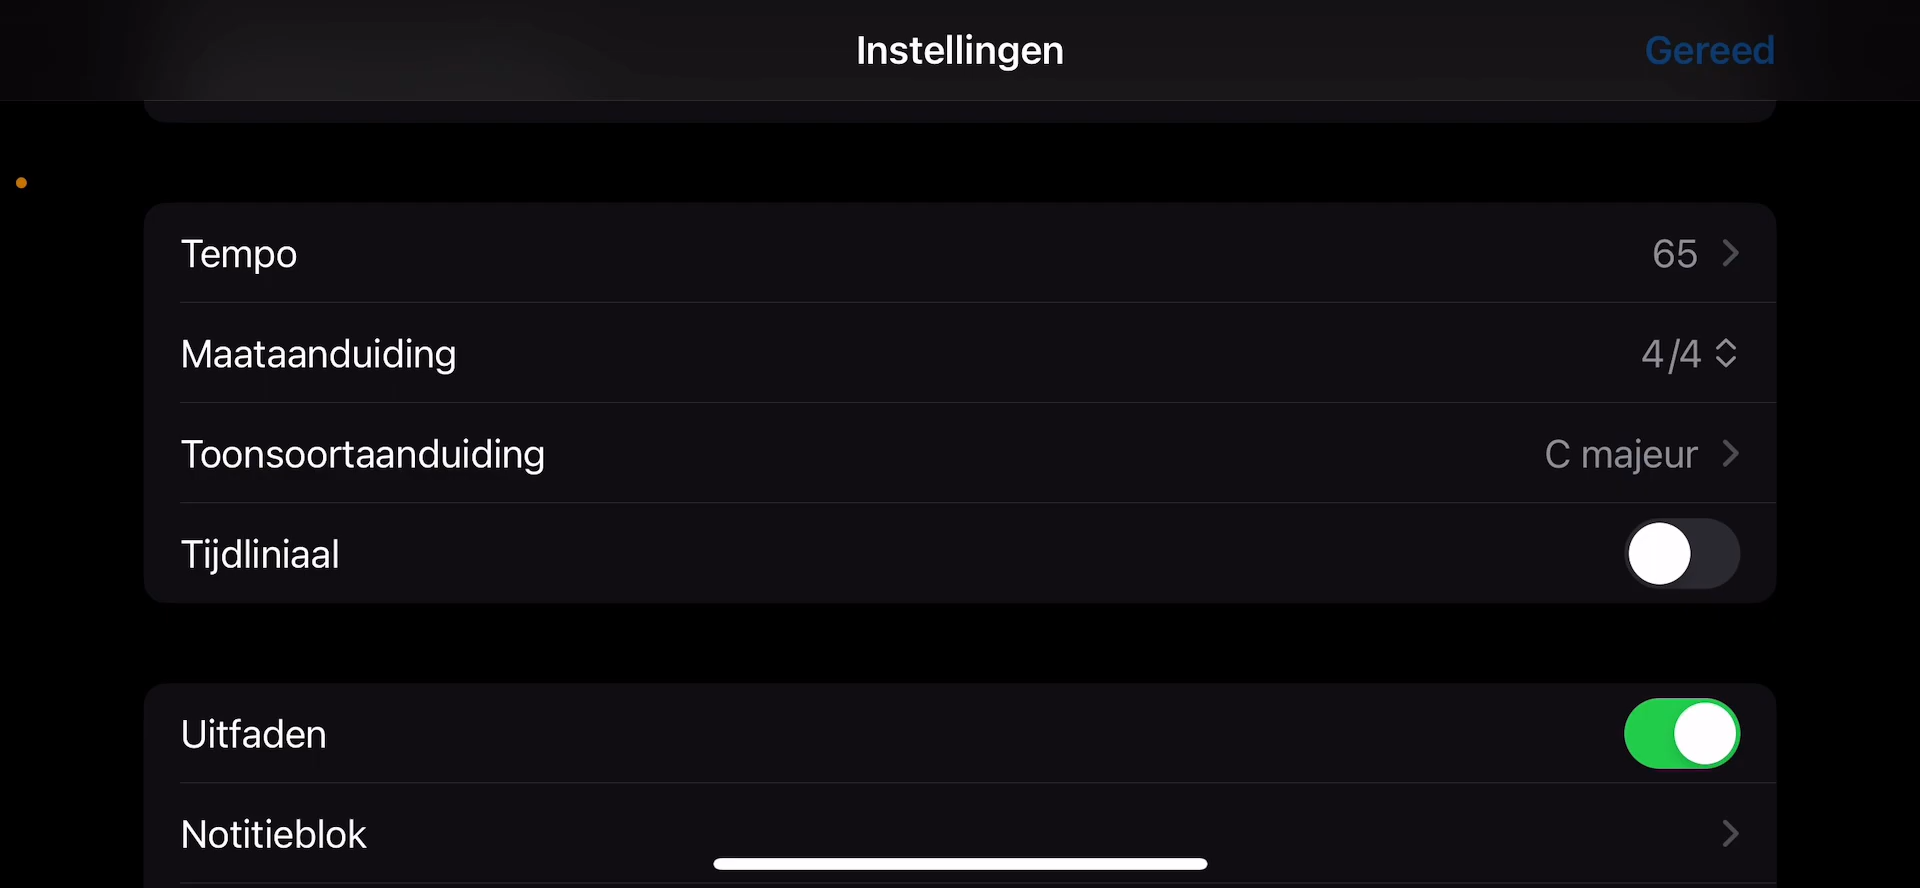 Instellingen
Gereed
Tempo
65
Maataanduiding
4/4
Toonsoortaanduiding
C majeur
Tijdliniaal
Uitfaden
Notitieblok